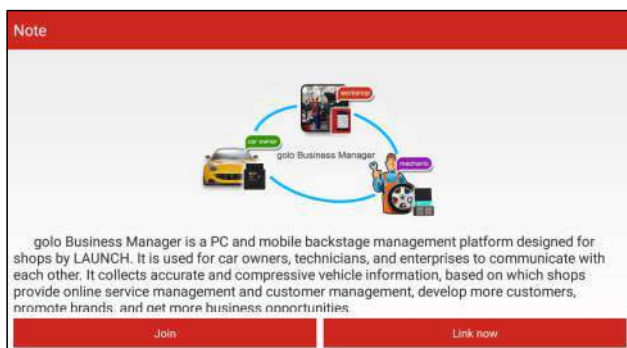 Note
workshop
car owner
golo Business Manager
mechanic
golo Business Manager is a PC and mobile backstage management platform designed for
shops by LAUNCH. It is used for car owners, technicians, and enterprises to communicate with
each other. It collects accurate and compressive vehicle information, based on which shops
provide online service management and customer management, develop more customers,
promote brands, and get more business opportunities.
Join
Link now